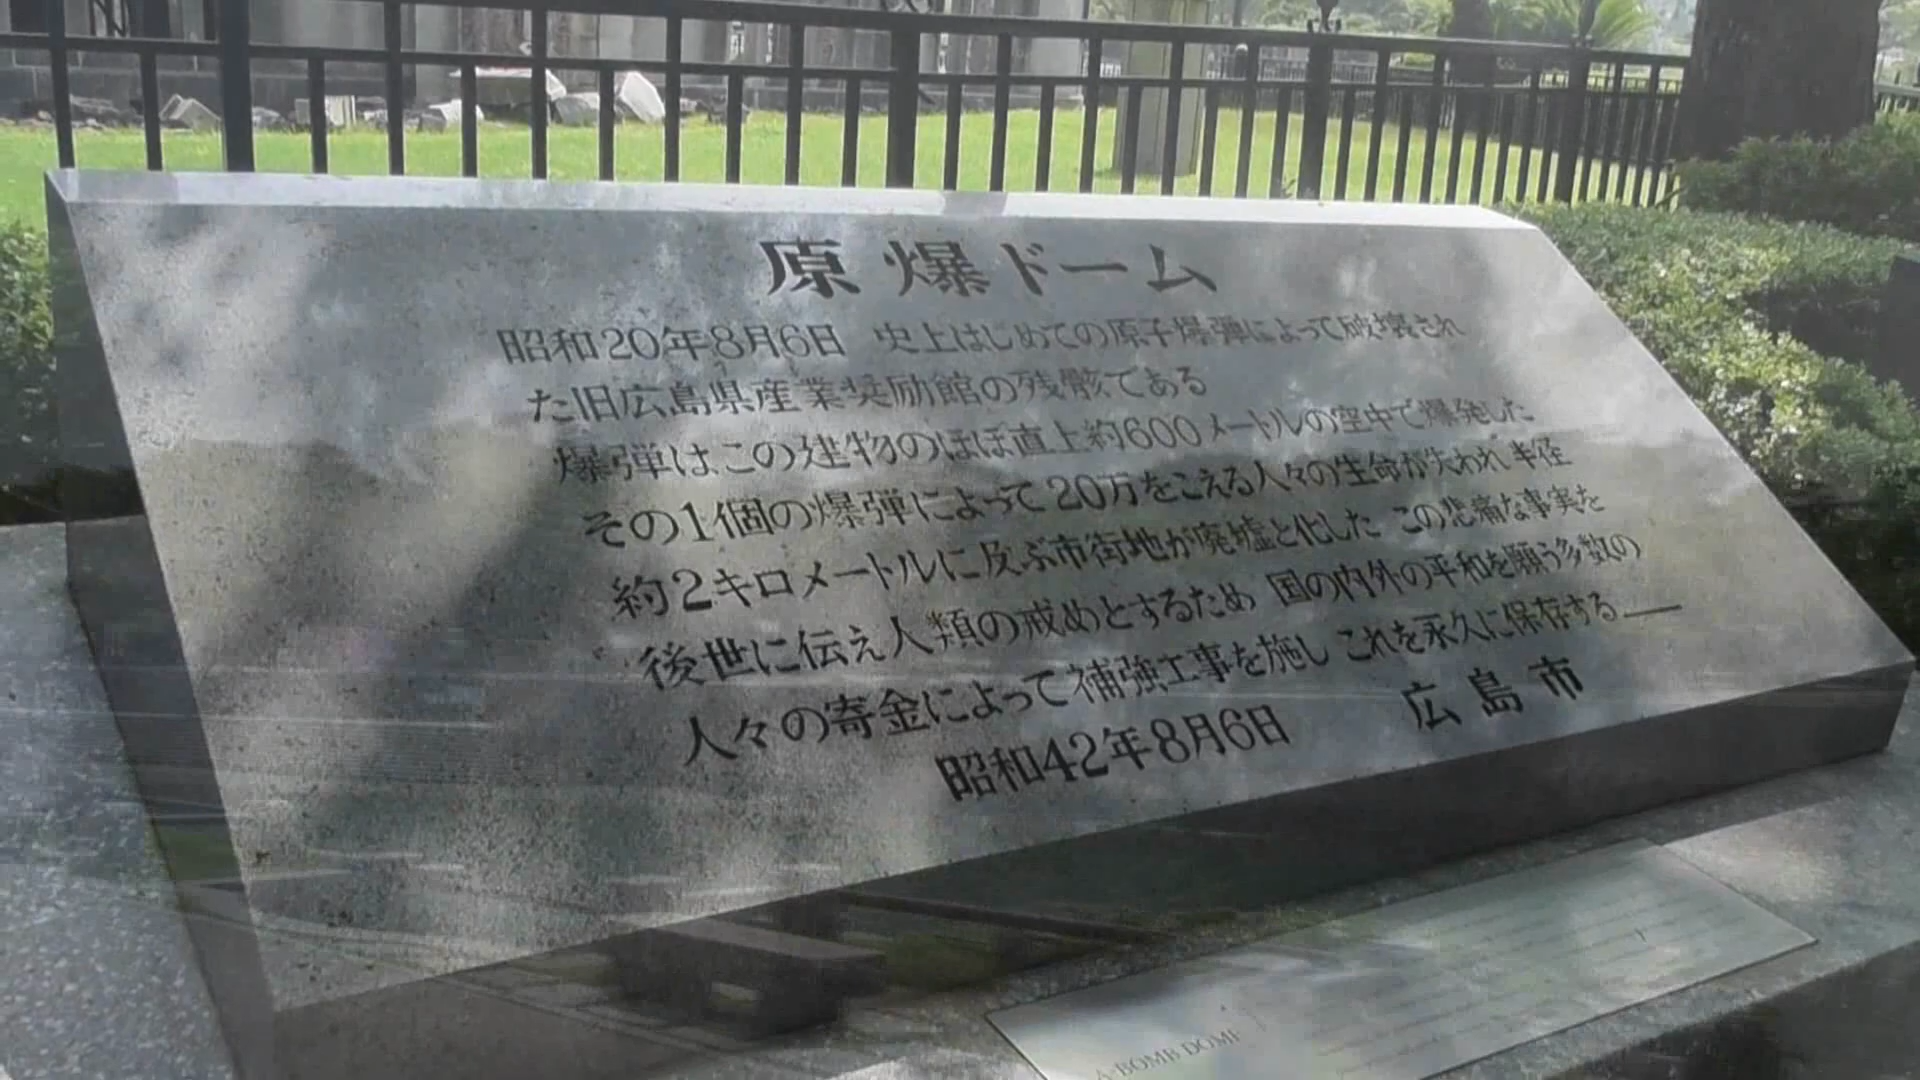 原爆ドーム
昭和20年8月6日 史上はじめての原子爆弾によって破壊され
た旧広島県産業奨励館の残骸である
爆弾はこの建物のほぼ直上約600メートルの空中で爆発した
その1個の爆弾によって20万をこえる人々の生命が失われ 半径
約2キロメートルに及ぶ市街地が廃墟と化した この悲痛な事実を
後世に伝え人類の戒めとするため 国の内外の平和を願う多数の
人々の寄金によって補強工事を施し これを永久に保存する
昭和42年8月6日 広島市
A-BOMB DOME